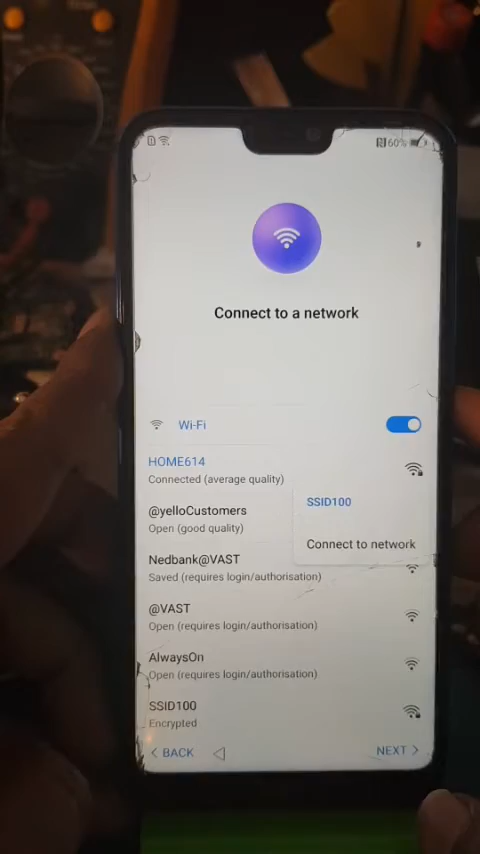 60%
Connect to a network
Wi-Fi
HOME614
Connected (average quality)
@yelloCustomers
Open (good quality)
SSID100
Connect to network
Nedbank@VAST
Saved (requires login/authorisation)
@VAST
Open (requires login/authorisation)
AlwaysOn
Open (requires login/authorisation)
SSID100
Encrypted
BACK
NEXT